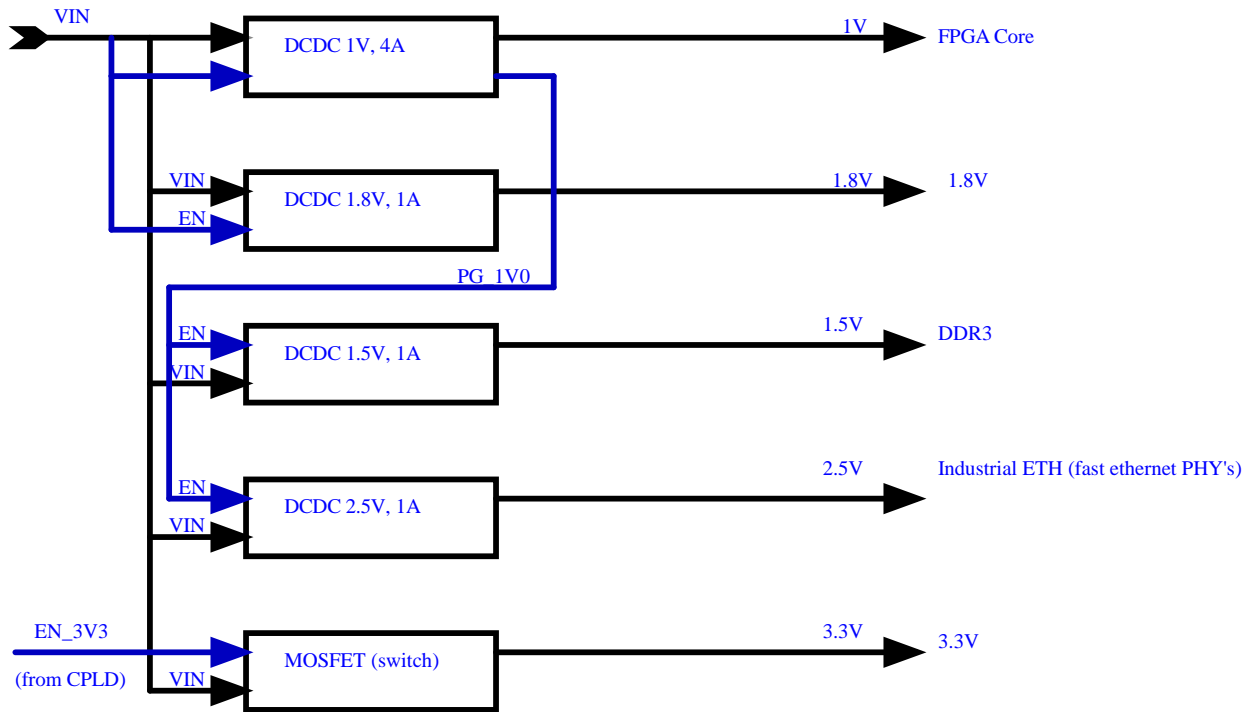 VIN
DCDC 1V, 4A
1V
FPGA Core
VIN
DCDC 1.8V, 1A
1.8V
1.8V
EN
PG_1V0
EN
DCDC 1.5V, 1A
1.5V
DDR3
VIN
EN
DCDC 2.5V, 1A
2.5V
Industrial ETH (fast ethernet PHY's)
VIN
EN_3V3
MOSFET (switch)
3.3V
3.3V
(from CPLD)
VIN